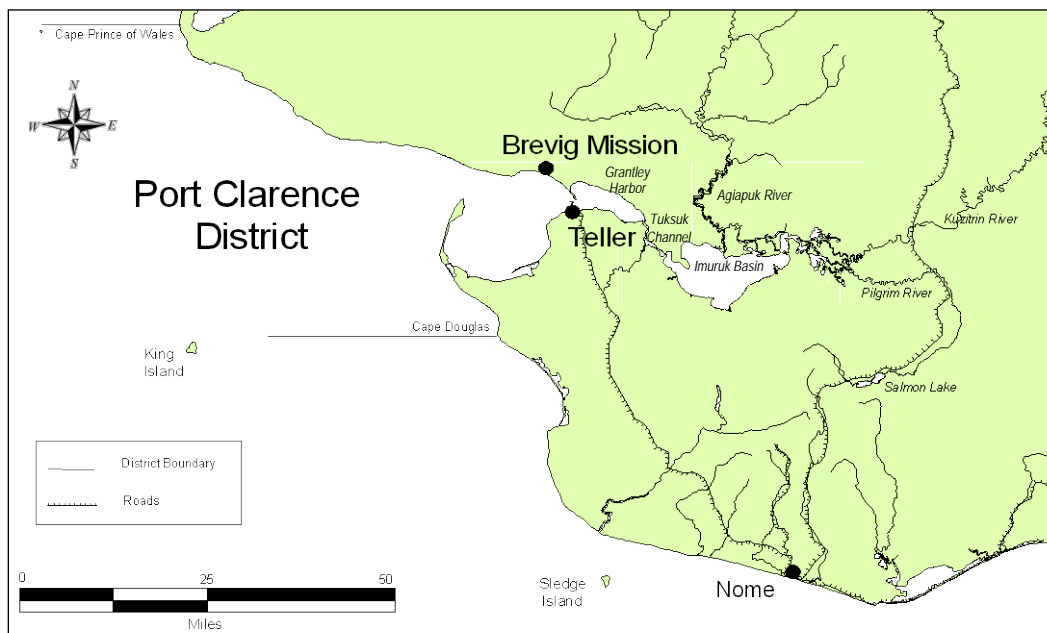 Cape Prince of Wales
N
W E
S
Brevig Mission
Grantley
Harbor
Agiapuk River
Port Clarence
District
Kuzitrin River
Tuksuk
Channel
Teller
Imuruk Basin
Pilgrim River
Cape Douglas
King
Island
Salmon Lake
District Boundary
Roads
0 25 50
Miles
Sledge
Island
Nome